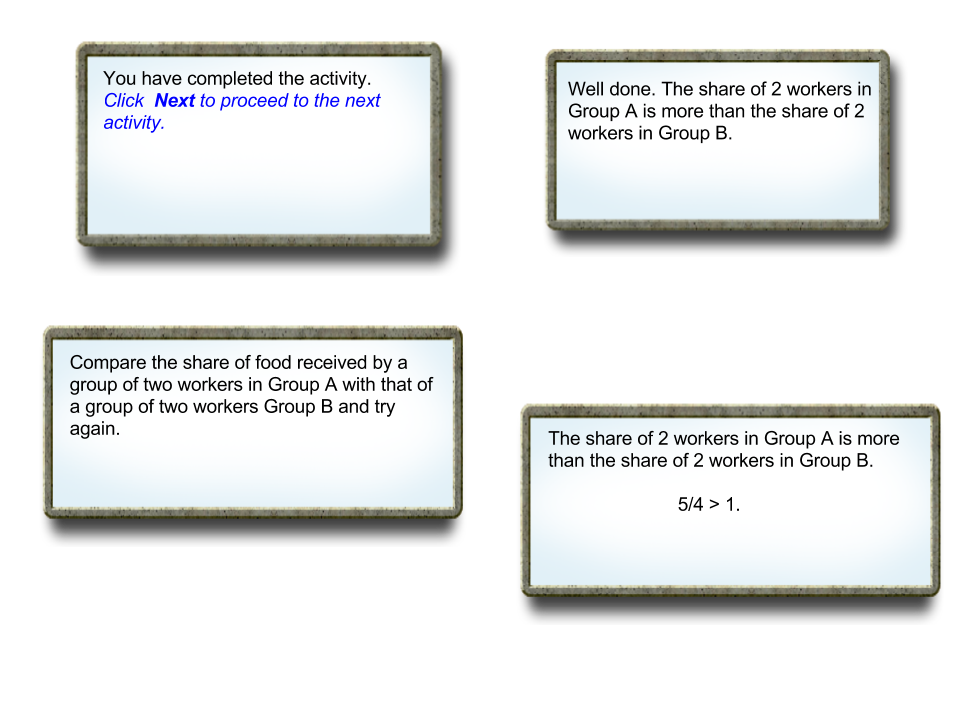 You have completed the activity.
Click Next to proceed to the next
activity.
Well done. The share of 2 workers in
Group A is more than the share of 2
workers in Group B.
Compare the share of food received by a
group of two workers in Group A with that of
a group of two workers Group B and try
again.
The share of 2 workers in Group A is more
than the share of 2 workers in Group B.
5/4 > 1.